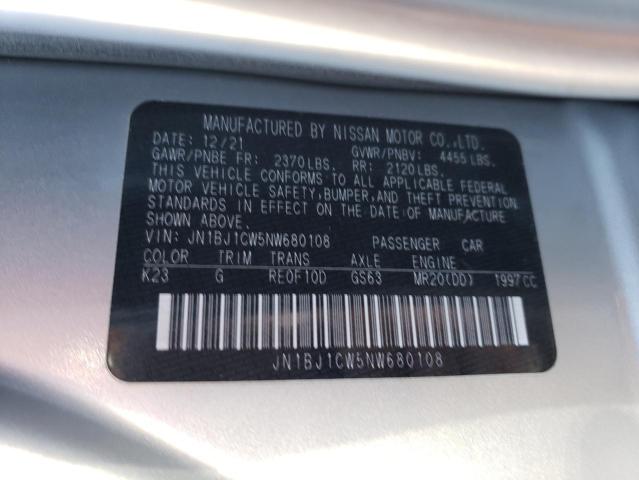 MANUFACTURED BY NISSAN MOTOR CO.,LTD.
DATE: 12/21 GVWR/PNBV: 4455 LBS.
GAWR/PNBE FR: 2370LBS. RR: 2120LBS.
THIS VEHICLE CONFORMS TO ALL APPLICABLE FEDERAL
MOTOR VEHICLE SAFETY,BUMPER,AND THEFT PREVENTION
STANDARDS IN EFFECT ON THE DATE OF MANUFACTURE
SHOWN ABOVE.
VIN: JN1BJ1CW5NW680108 PASSENGER CAR
COLOR TRIM TRANS AXLE ENGINE
K23 G RE0F10D GS63 MR20(DD) 1997CC
JN1BJ1CW5NW680108